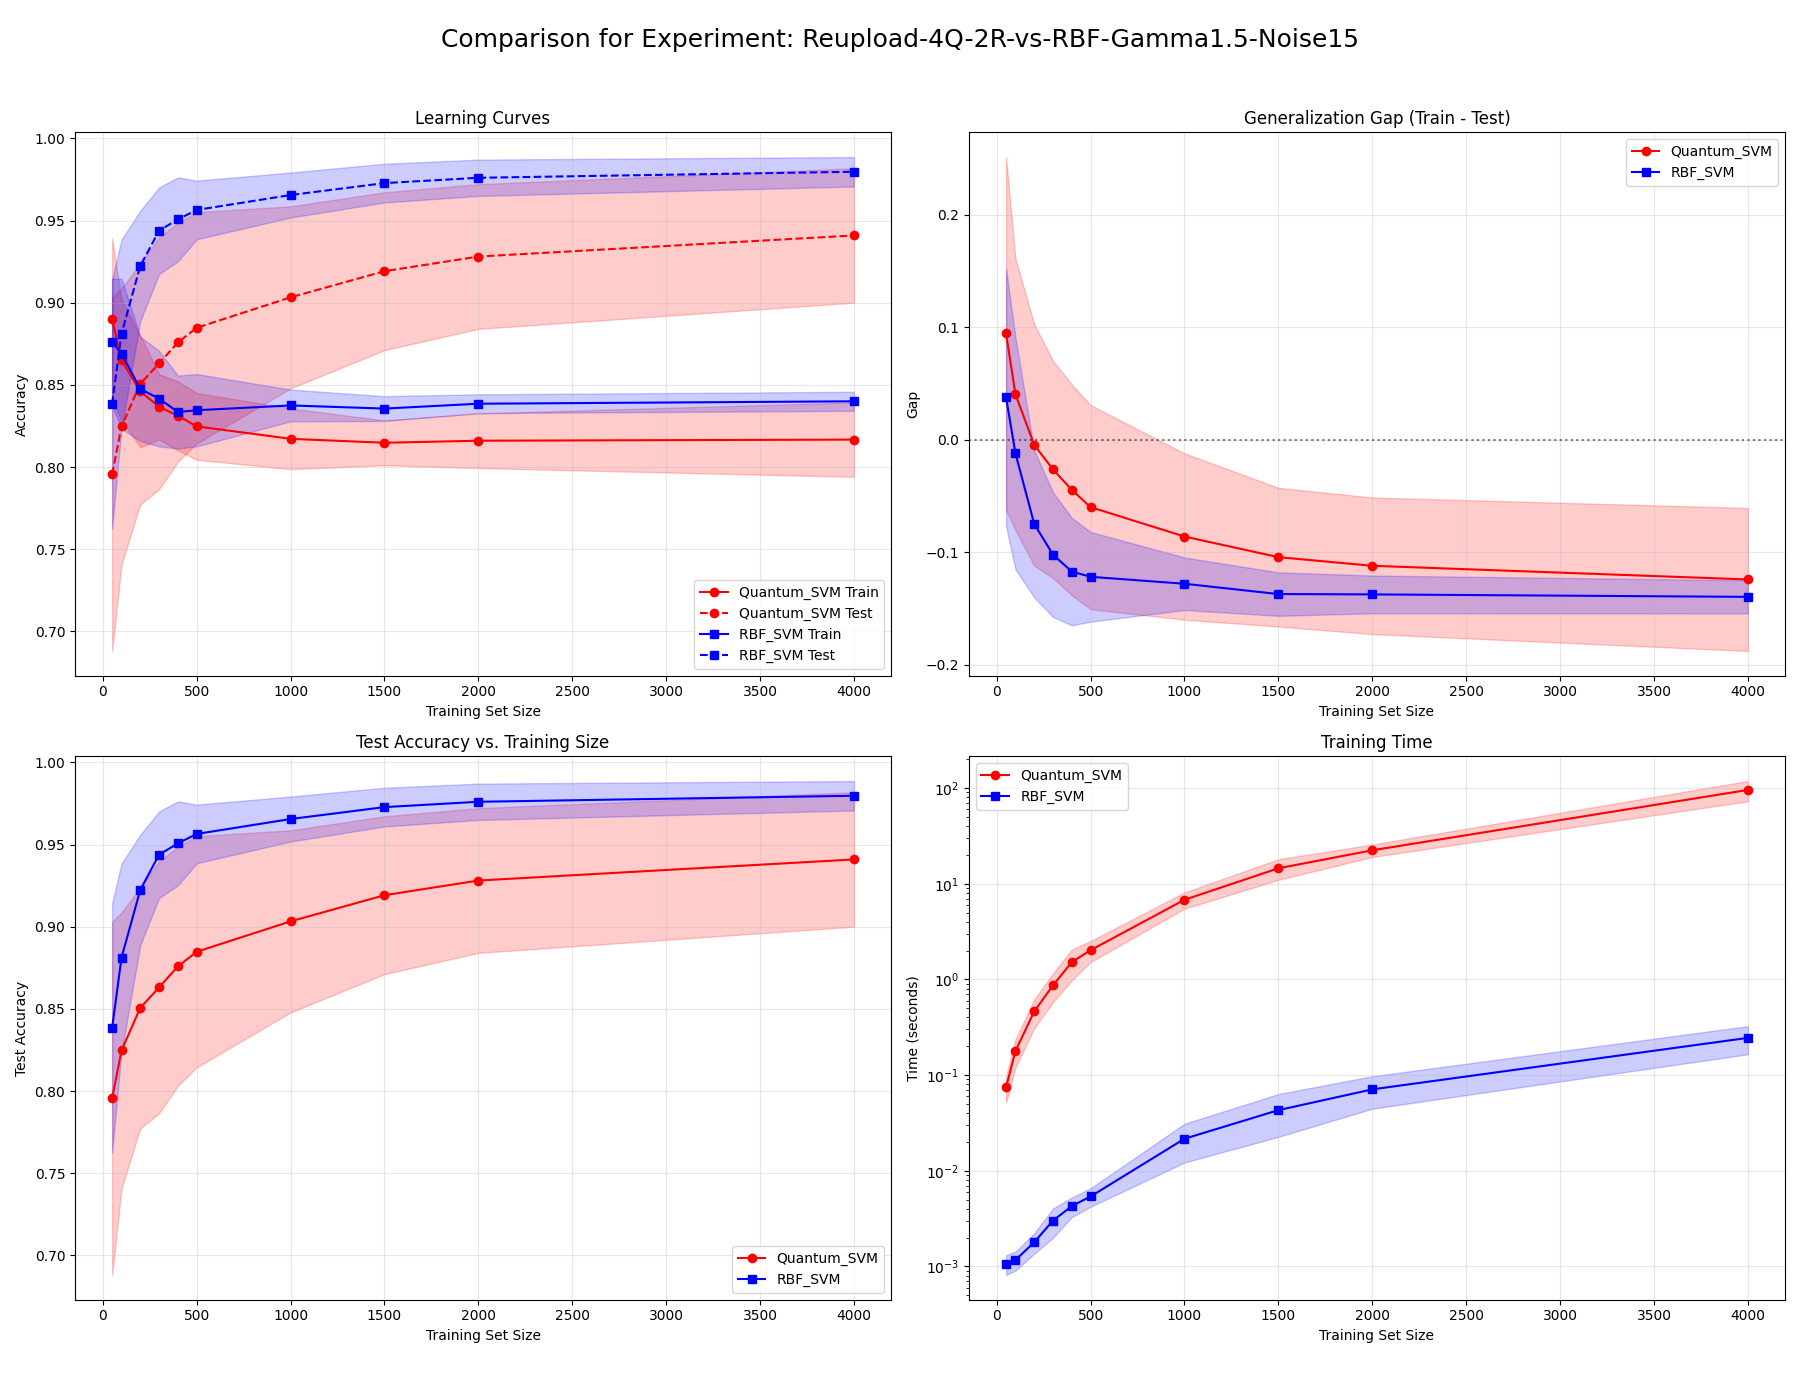 Comparison for Experiment: Reupload-4Q-2R-vs-RBF-Gamma1.5-Noise15
Learning Curves
1.00
0.95
0.90
0.85
0.80
0.75
0.70
Accuracy
0 500 1000 1500 2000 2500 3000 3500 4000
Training Set Size
Quantum_SVM Train
Quantum_SVM Test
RBF_SVM Train
RBF_SVM Test
Generalization Gap (Train - Test)
0.2
0.1
0.0
−0.1
−0.2
Gap
0 500 1000 1500 2000 2500 3000 3500 4000
Training Set Size
Quantum_SVM
RBF_SVM
Test Accuracy vs. Training Size
1.00
0.95
0.90
0.85
0.80
0.75
0.70
Test Accuracy
0 500 1000 1500 2000 2500 3000 3500 4000
Training Set Size
Quantum_SVM
RBF_SVM
Training Time
10²
10¹
10⁰
10⁻¹
10⁻²
10⁻³
Time (seconds)
0 500 1000 1500 2000 2500 3000 3500 4000
Training Set Size
Quantum_SVM
RBF_SVM